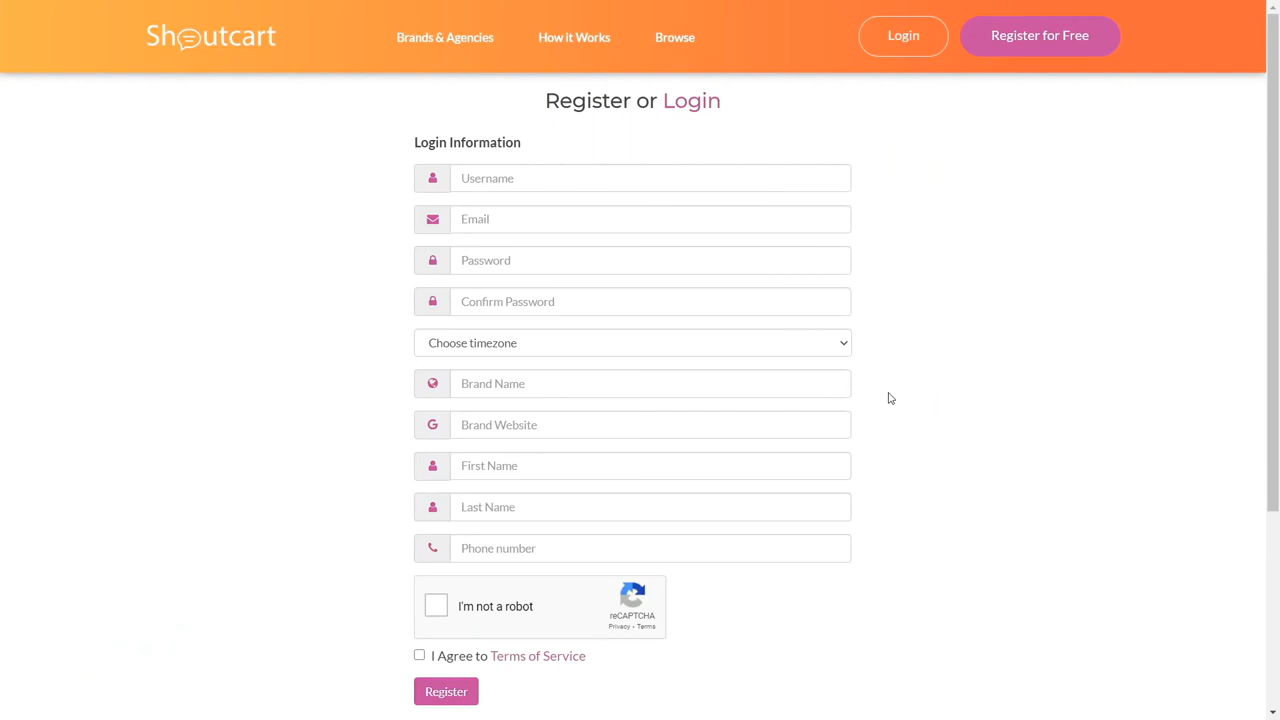 Shoutcart
Brands & Agencies
How it Works
Browse
Login
Register for Free
Register or Login
Login Information
Username
Email
Password
Confirm Password
Choose timezone
Brand Name
Brand Website
First Name
Last Name
Phone number
I'm not a robot
reCAPTCHA
Privacy • Terms
I Agree to Terms of Service
Register